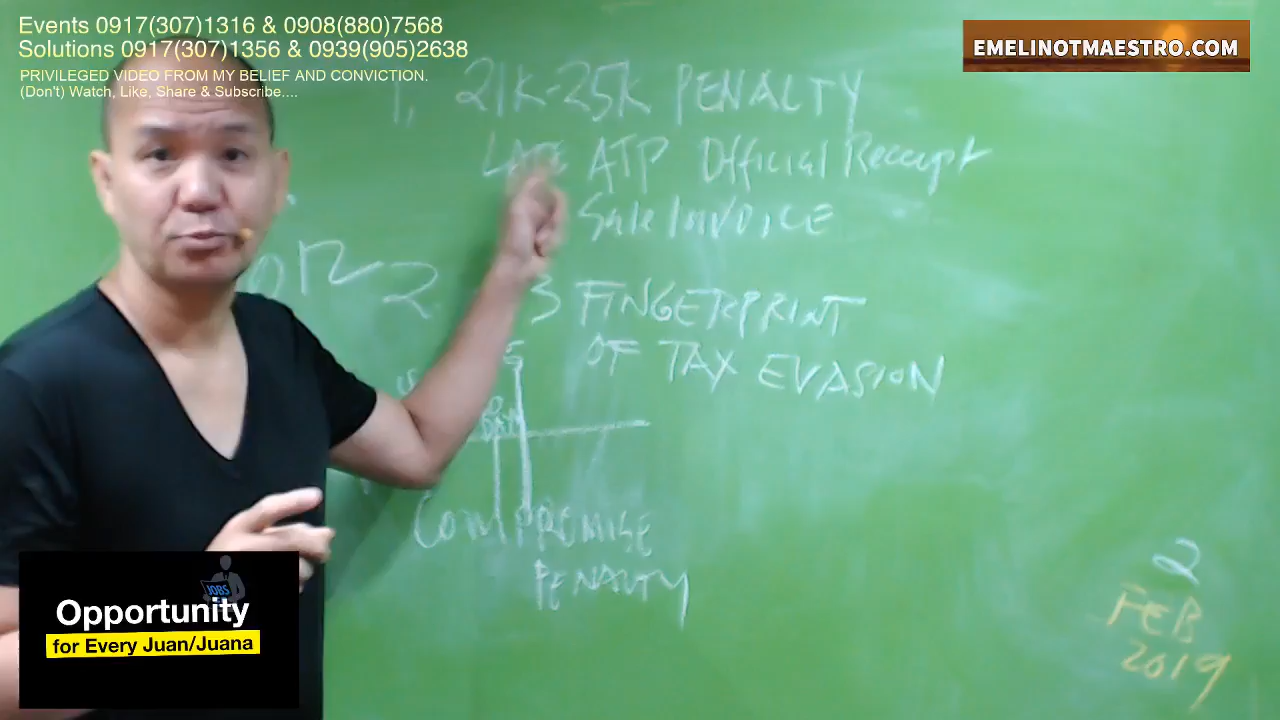 Events 0917(307)1316 & 0908(880)7568
Solutions 0917(307)1356 & 0939(905)2638
PRIVILEGED VIDEO FROM MY BELIEF AND CONVICTION.
(Don't) Watch, Like, Share & Subscribe....
EMELINOTMAESTRO.COM
1, 21K-25K PENALTY
LATE ATP Official Receipt
Sale INVOICE
2
3 FINGERPRINT
OF TAX EVASION
COMPROMISE
PENALTY
2
FEB
2019
JOBS
Opportunity
for Every Juan/Juana